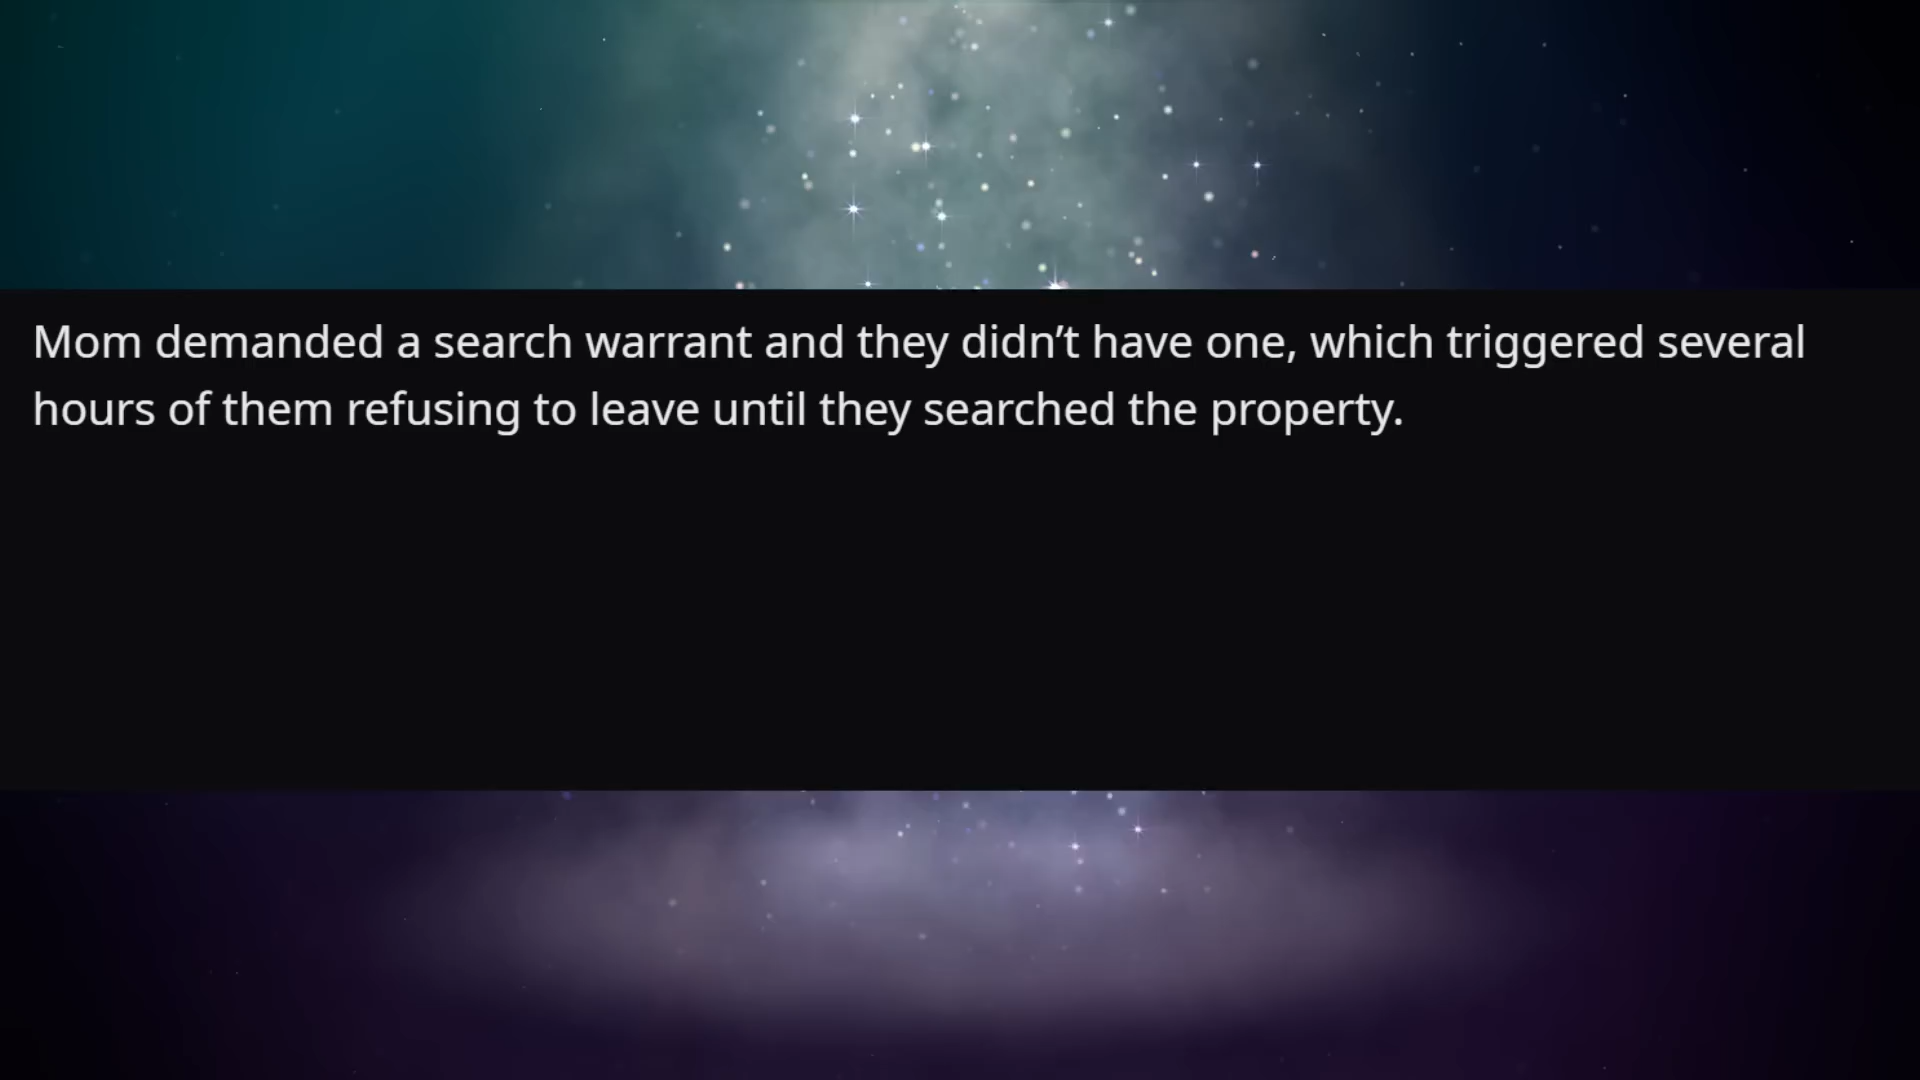 Mom demanded a search warrant and they didn’t have one, which triggered several
hours of them refusing to leave until they searched the property.